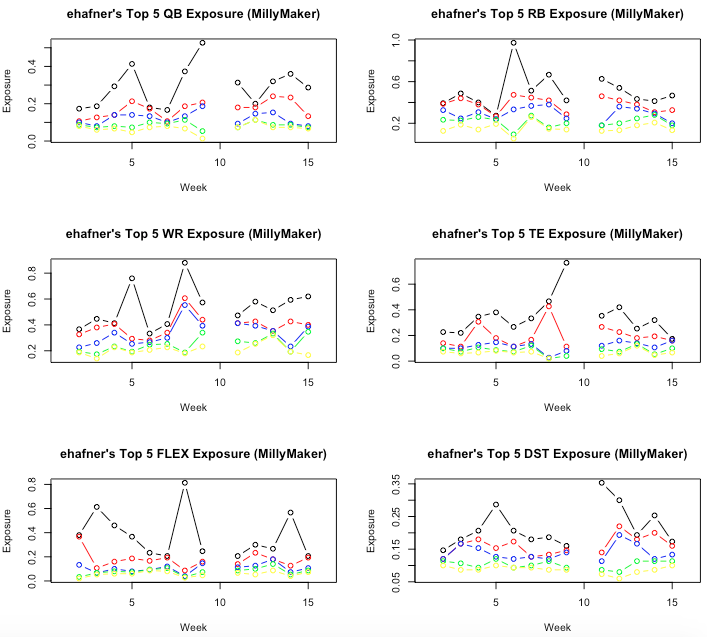 ehafner's Top 5 QB Exposure (MillyMaker)
Exposure
0.0 0.2 0.4
5 10 15
Week
ehafner's Top 5 RB Exposure (MillyMaker)
Exposure
0.2 0.6 1.0
5 10 15
Week
ehafner's Top 5 WR Exposure (MillyMaker)
Exposure
0.2 0.4 0.6 0.8
5 10 15
Week
ehafner's Top 5 TE Exposure (MillyMaker)
Exposure
0.0 0.2 0.4 0.6
5 10 15
Week
ehafner's Top 5 FLEX Exposure (MillyMaker)
Exposure
0.0 0.2 0.4 0.6 0.8
5 10 15
Week
ehafner's Top 5 DST Exposure (MillyMaker)
Exposure
0.05 0.15 0.25 0.35
5 10 15
Week